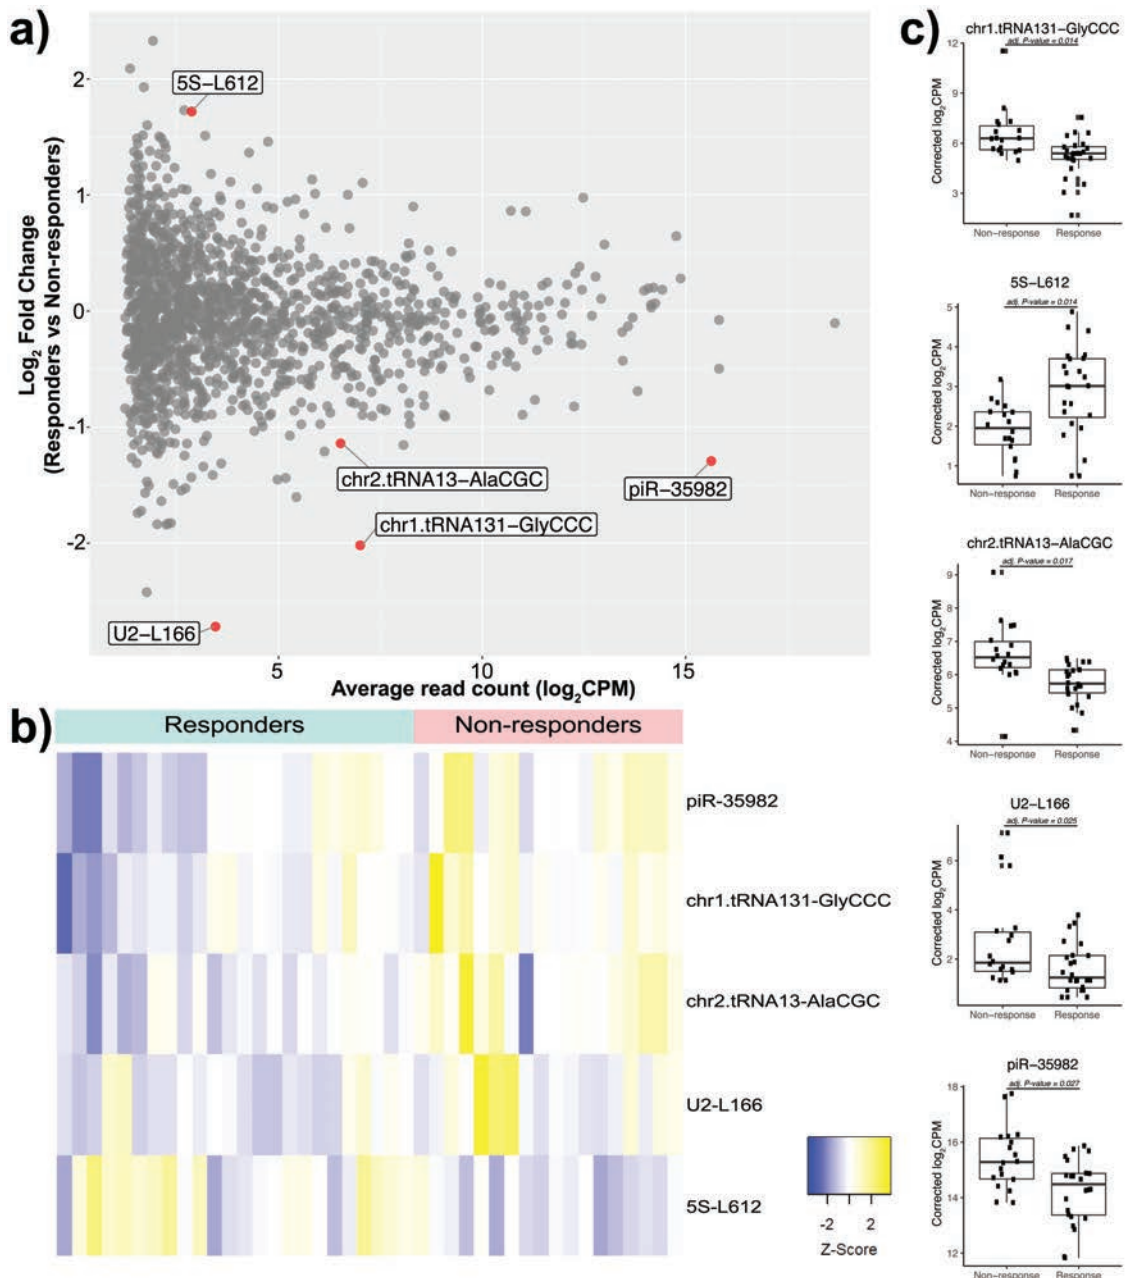 a)
Log2 Fold Change
(Responders vs Non-responders)
2
1
0
-1
-2
5S-L612
chr2.tRNA13-AlaCGC
piR-35982
chr1.tRNA131-GlyCCC
U2-L166
5
10
15
Average read count (log2CPM)
b)
Responders
Non-responders
piR-35982
chr1.tRNA131-GlyCCC
chr2.tRNA13-AlaCGC
U2-L166
5S-L612
-2
2
Z-Score
c)
chr1.tRNA131-GlyCCC
adj. P-value = 0.014
Corrected log2CPM
12
9
6
3
Non-response
Response
5S-L612
adj. P-value = 0.014
Corrected log2CPM
5
4
3
2
1
Non-response
Response
chr2.tRNA13-AlaCGC
adj. P-value = 0.017
Corrected log2CPM
9
8
7
6
5
4
Non-response
Response
U2-L166
adj. P-value = 0.025
Corrected log2CPM
6
4
2
Non-response
Response
piR-35982
adj. P-value = 0.027
Corrected log2CPM
18
16
14
12
Non-response
Response